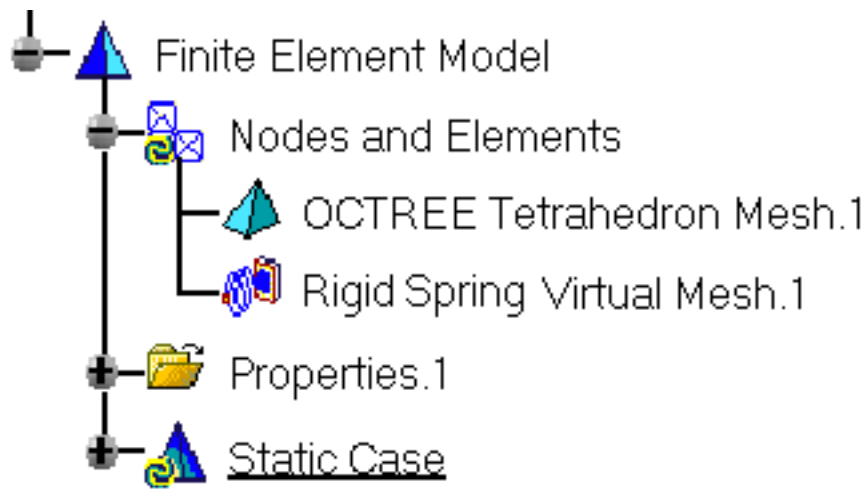 Finite Element Model
Nodes and Elements
OCTREE Tetrahedron Mesh.1
Rigid Spring Virtual Mesh.1
Properties.1
Static Case